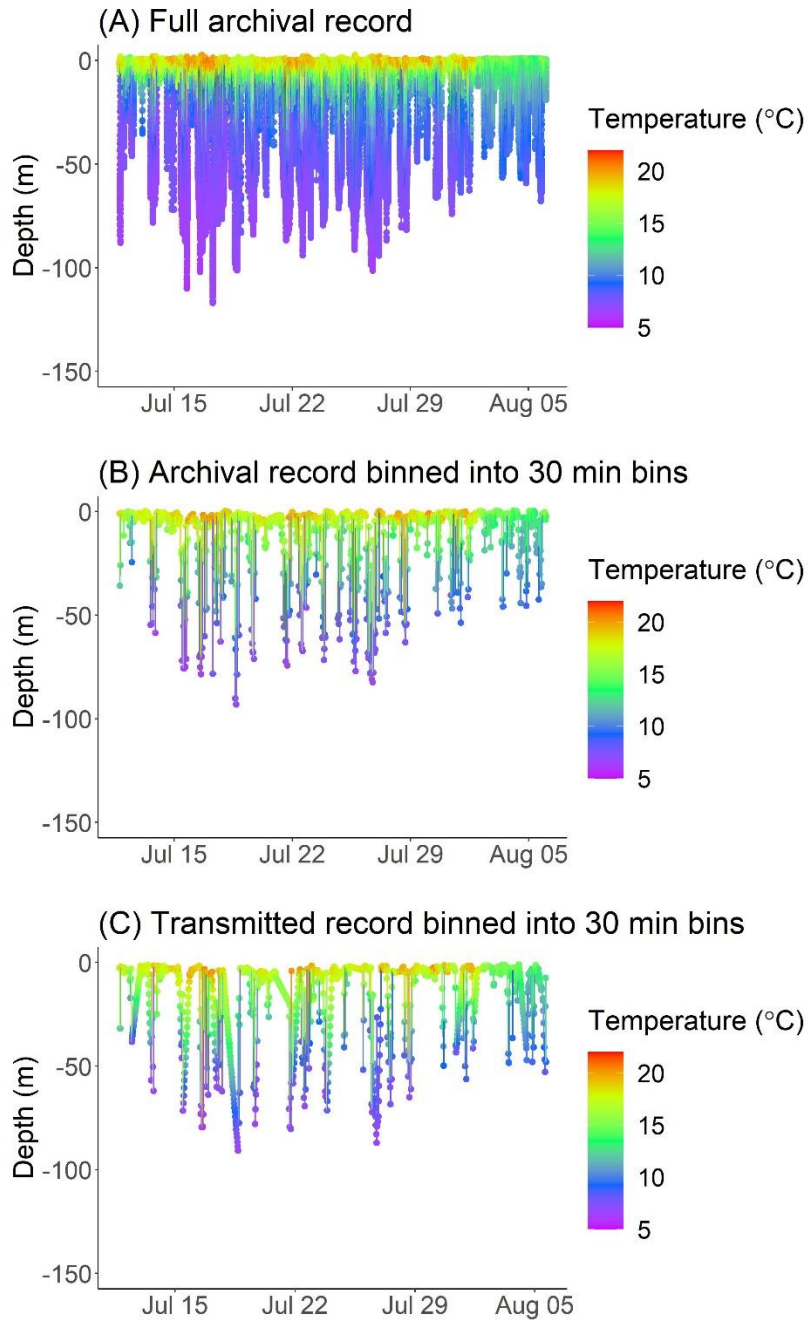 (A) Full archival record
0
-50
-100
-150
Depth (m)
Jul 15 Jul 22 Jul 29 Aug 05
Temperature (°C)
20
15
10
5
(B) Archival record binned into 30 min bins
0
-50
-100
-150
Depth (m)
Jul 15 Jul 22 Jul 29 Aug 05
Temperature (°C)
20
15
10
5
(C) Transmitted record binned into 30 min bins
0
-50
-100
-150
Depth (m)
Jul 15 Jul 22 Jul 29 Aug 05
Temperature (°C)
20
15
10
5